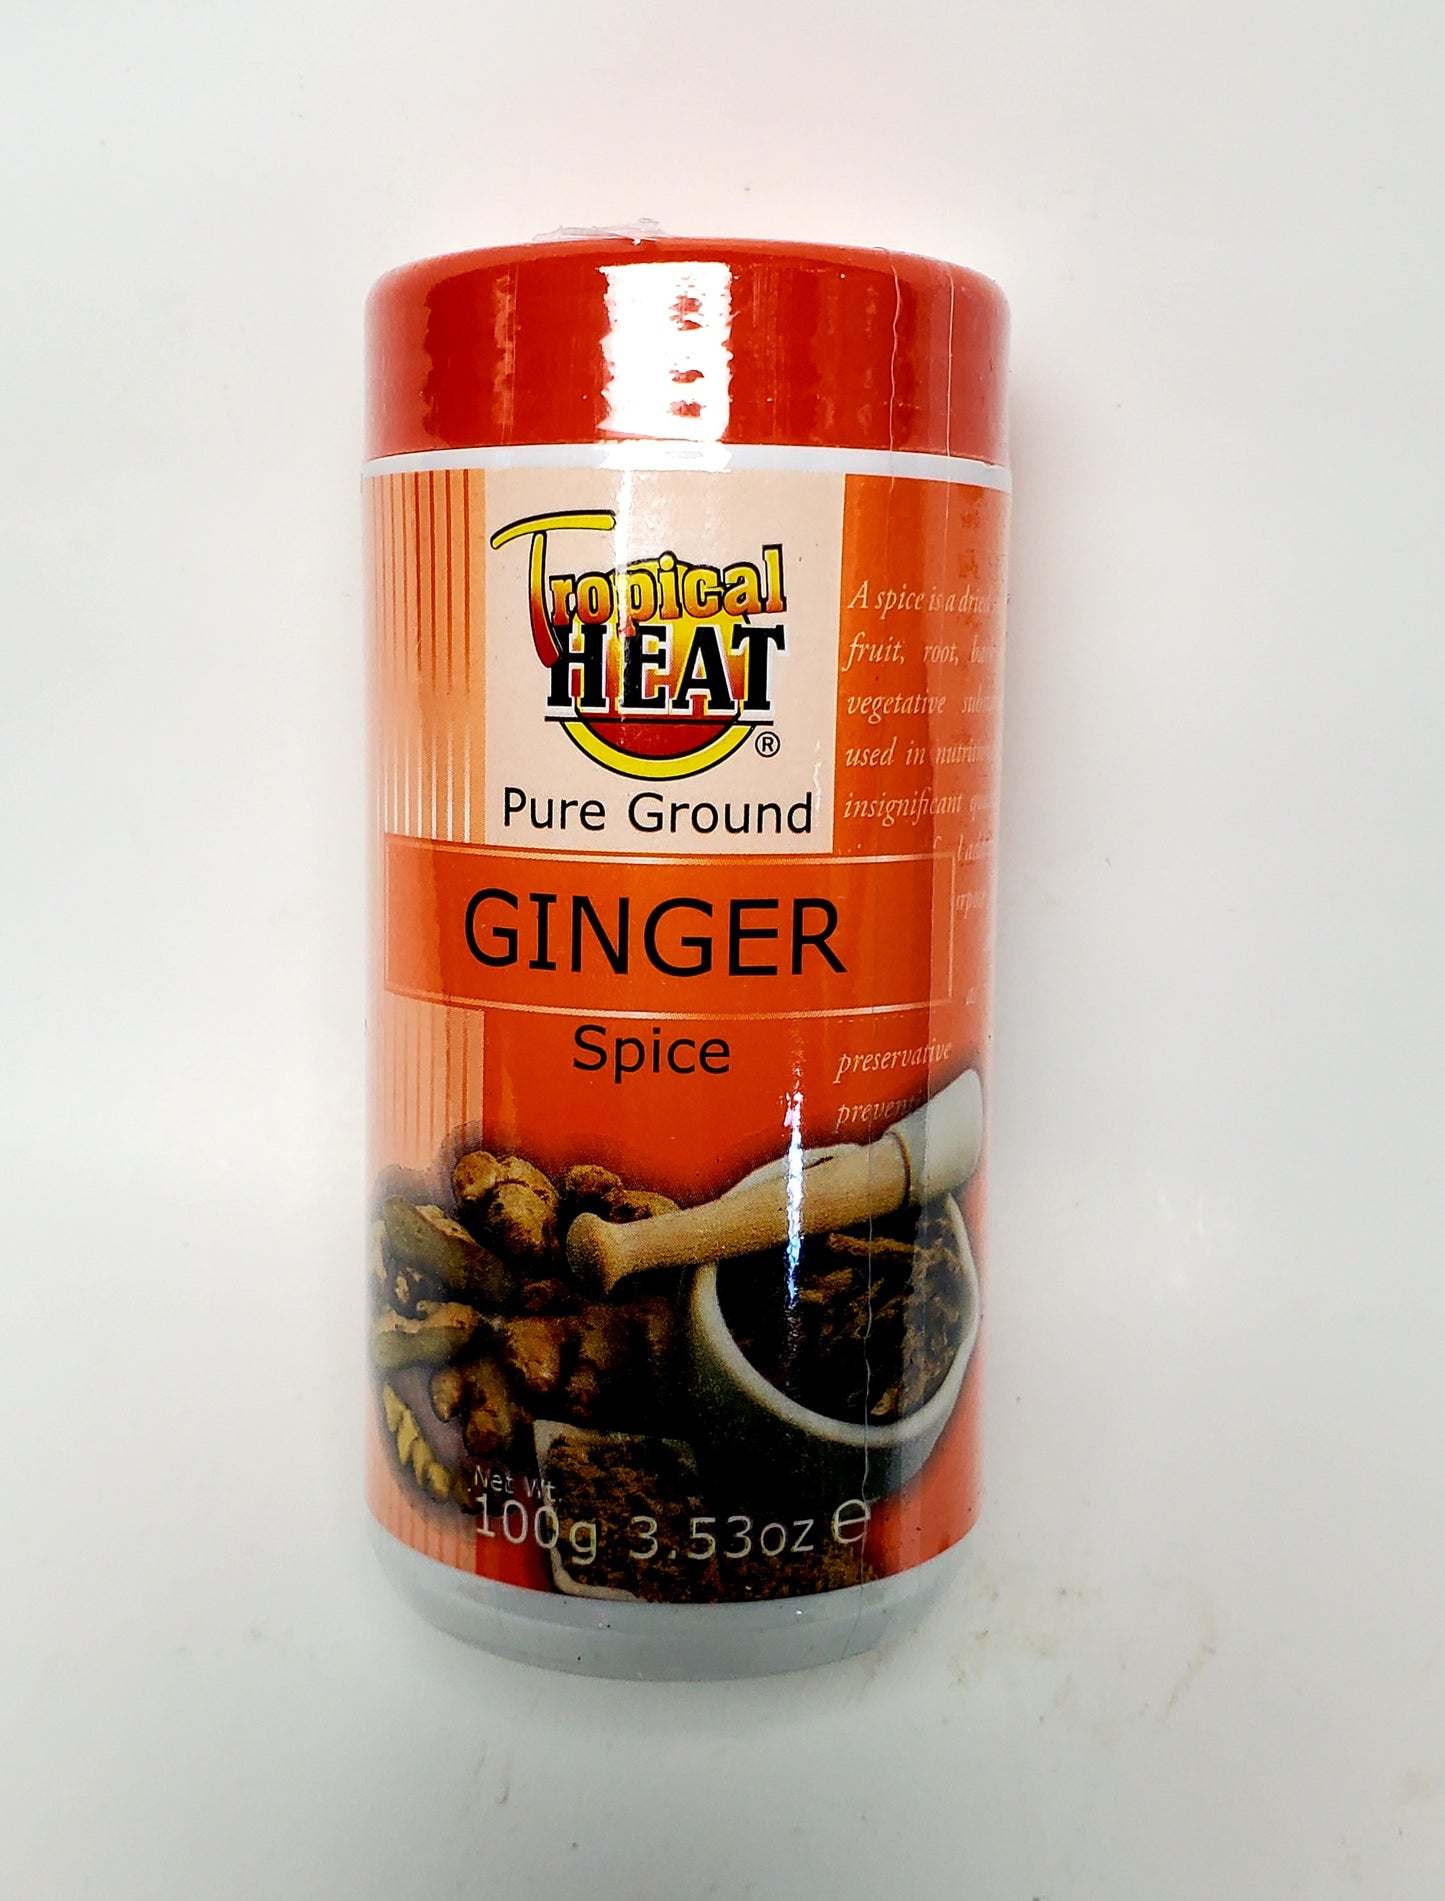 Tropical
HEAT
®
Pure Ground
GINGER
Spice
A spice is a dried
fruit, root,
vegetative
used in
insignificant
preservative
Net Wt.
100g 3.53oz e